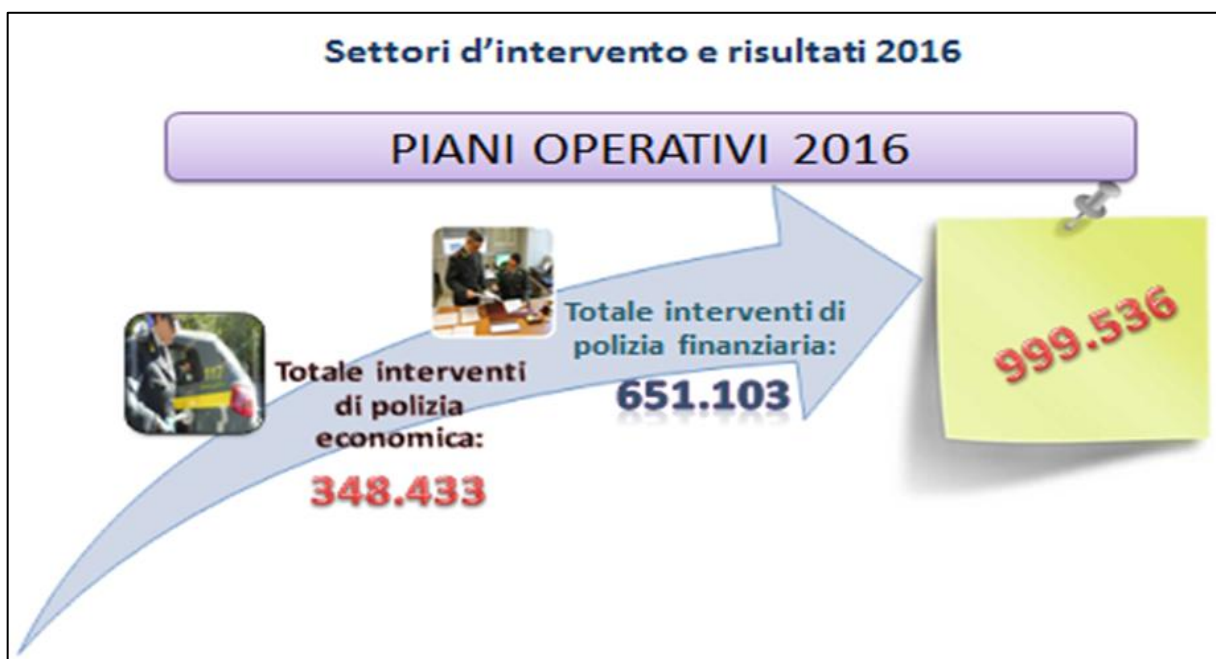 Settori d'intervento e risultati 2016
PIANI OPERATIVI 2016
Totale interventi
di polizia
economica:
348.433
Totale interventi di
polizia finanziaria:
651.103
999.536
117